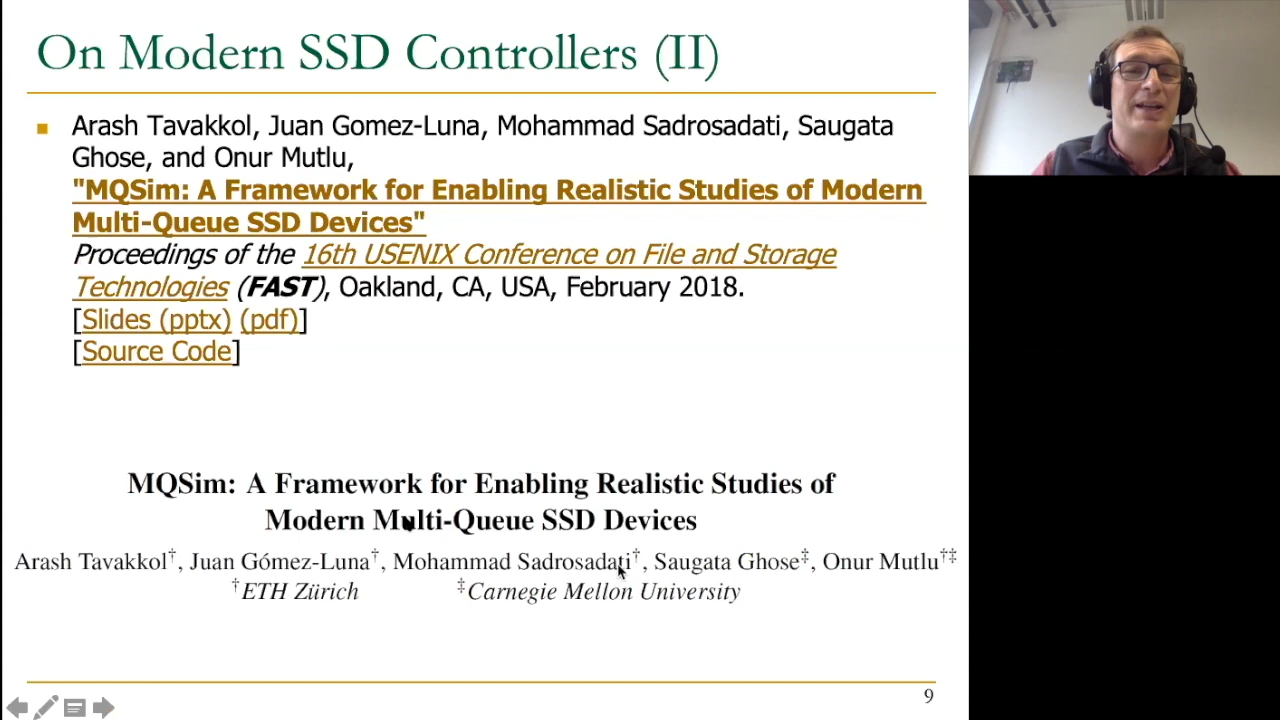 On Modern SSD Controllers (II)
Arash Tavakkol, Juan Gomez-Luna, Mohammad Sadrosadati, Saugata
Ghose, and Onur Mutlu,
"MQSim: A Framework for Enabling Realistic Studies of Modern
Multi-Queue SSD Devices"
Proceedings of the 16th USENIX Conference on File and Storage
Technologies (FAST), Oakland, CA, USA, February 2018.
[Slides (pptx) (pdf)]
[Source Code]
MQSim: A Framework for Enabling Realistic Studies of
Modern Multi-Queue SSD Devices
Arash Tavakkol†, Juan Gómez-Luna†, Mohammad Sadrosadati†, Saugata Ghose‡, Onur Mutlu†‡
†ETH Zürich ‡Carnegie Mellon University
9